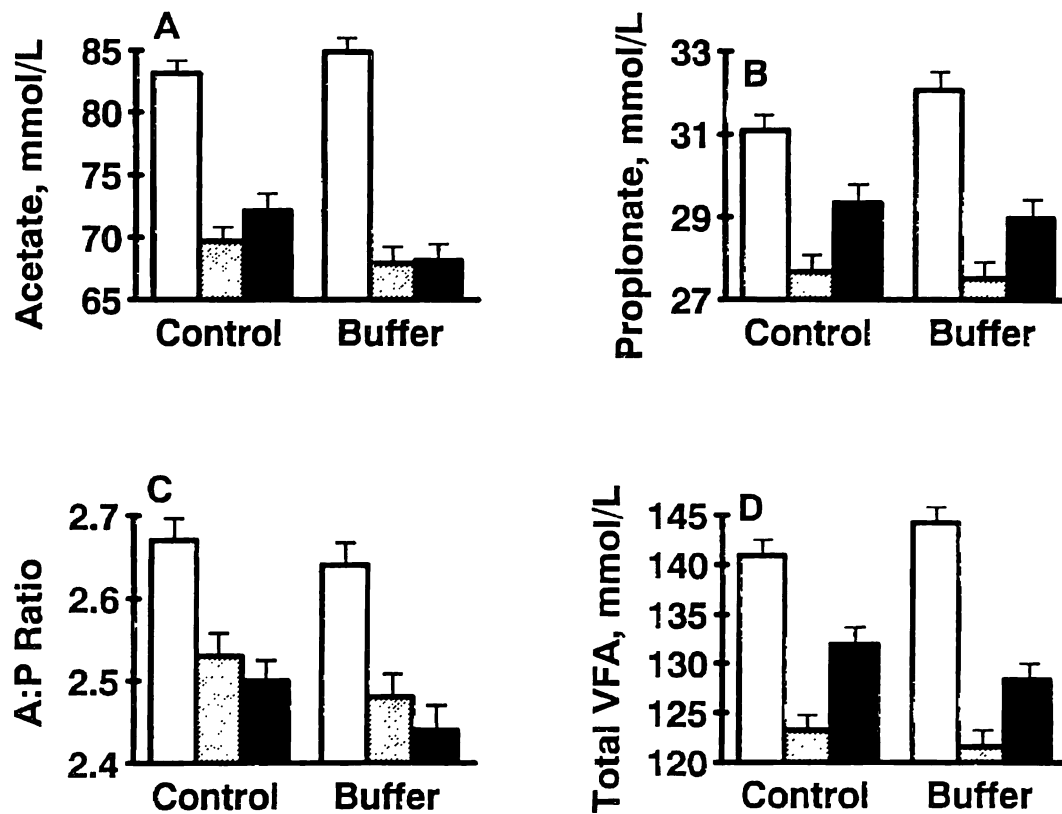 A
Acetate, mmol/L
85
80
75
70
65
Control Buffer
B
Propionate, mmol/L
33
31
29
27
Control Buffer
C
A:P Ratio
2.7
2.6
2.5
2.4
Control Buffer
D
Total VFA, mmol/L
145
140
135
130
125
120
Control Buffer